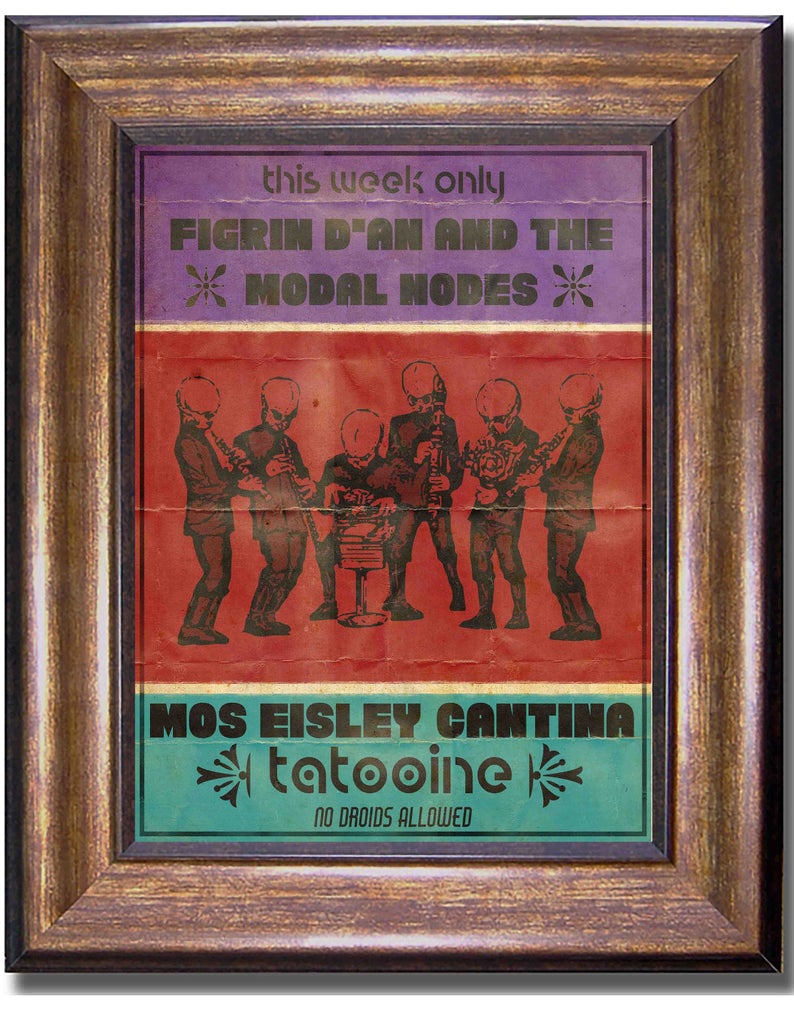 this week only
FIGRIN D'AN AND THE
MODAL NODES
MOS EISLEY CANTINA
tatooine
NO DROIDS ALLOWED